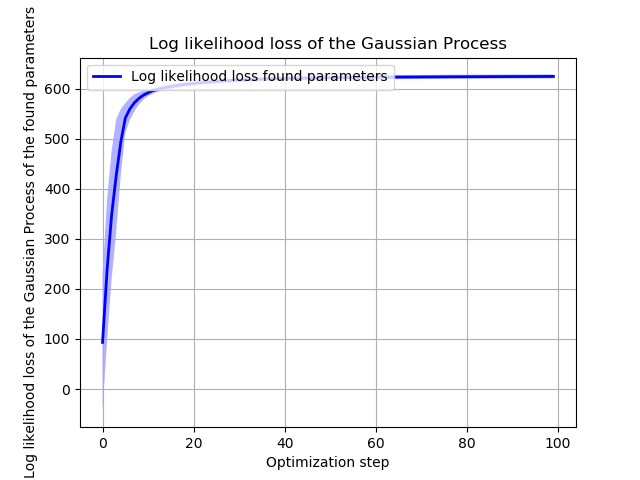 Log likelihood loss of the Gaussian Process
Log likelihood loss of the Gaussian Process of the found parameters
Log likelihood loss found parameters
600
500
400
300
200
100
0
0 20 40 60 80 100
Optimization step